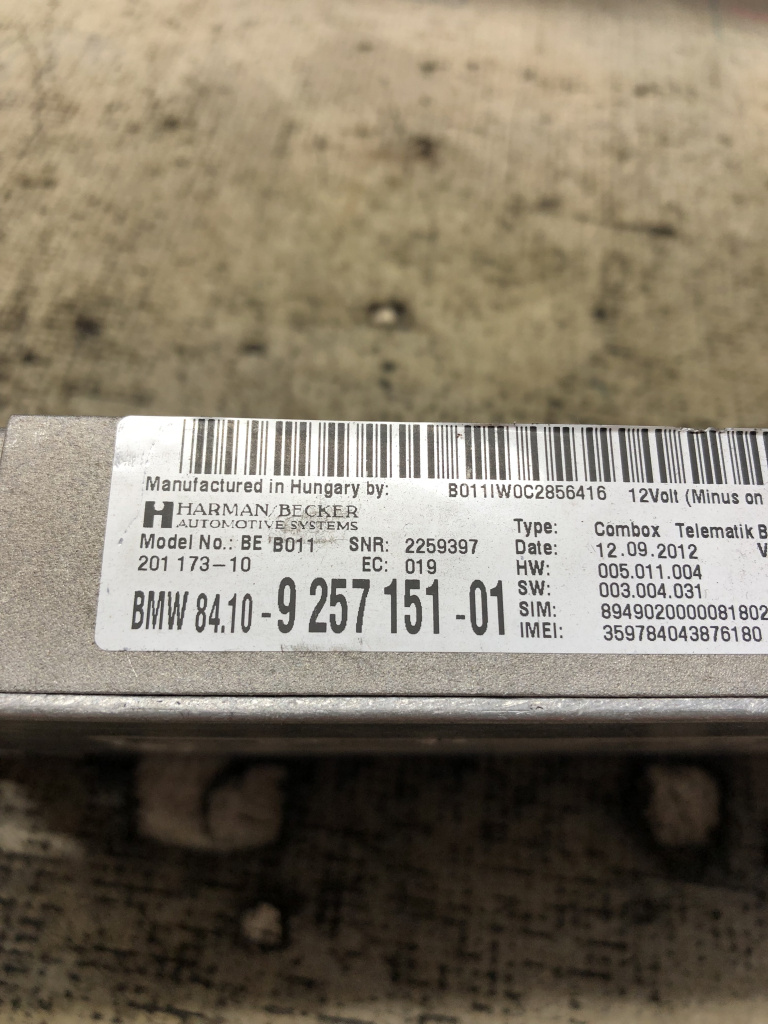 Manufactured in Hungary by: B011IW0C2856416 12Volt (Minus on
HARMAN/BECKER
AUTOMOTIVE SYSTEMS
Model No.: BE B011 SNR: 2259397
201 173-10 EC: 019
BMW 84.10 - 9 257 151 - 01
Type: Combox Telematik B
Date: 12.09.2012 V
HW: 005.011.004
SW: 003.004.031
SIM: 8949020000081802
IMEI: 359784043876180